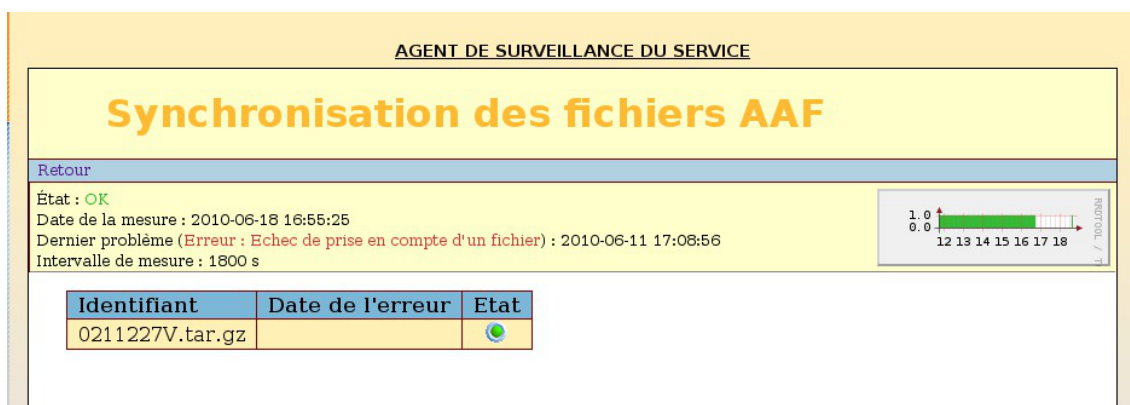 AGENT DE SURVEILLANCE DU SERVICE
Synchronisation des fichiers AAF
Retour
État : OK
Date de la mesure : 2010-06-18 16:55:25
Dernier problème (Erreur : Echec de prise en compte d'un fichier) : 2010-06-11 17:08:56
Intervalle de mesure : 1800 s
1.0
0.0
12 13 14 15 16 17 18
RRDTOOL / T
Identifiant Date de l'erreur Etat
0211227V.tar.gz